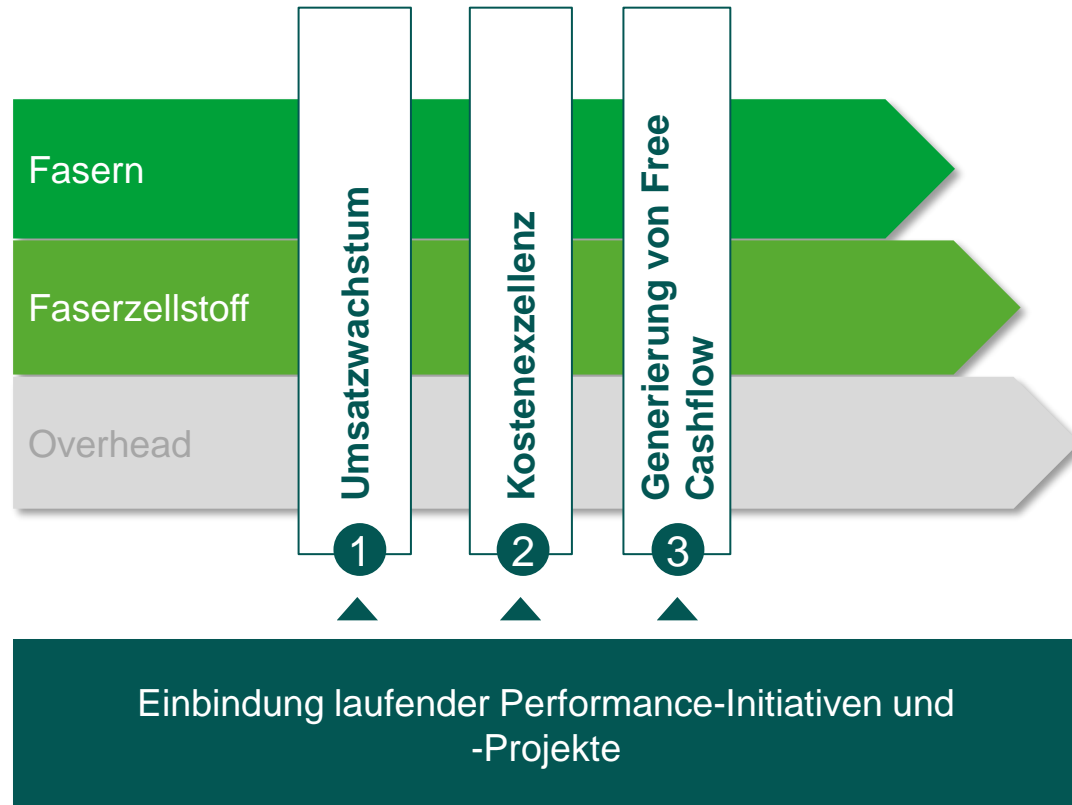 Fasern
Faserzellstoff
Overhead
Umsatzwachstum
Kostenexzellenz
Generierung von Free
Cashflow
1
2
3
Einbindung laufender Performance-Initiativen und
-Projekte